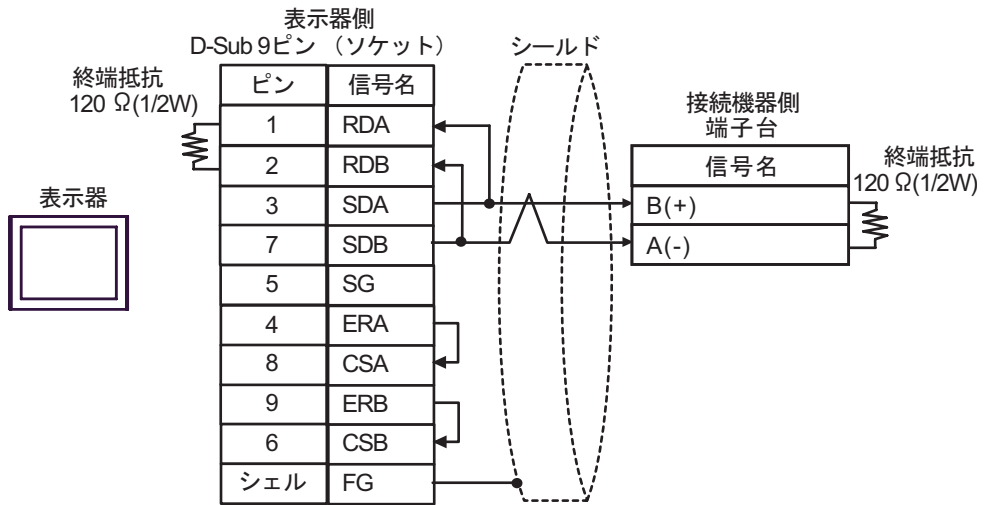 表示器側
D-Sub 9ピン （ソケット）
シールド
終端抵抗
120 Ω(1/2W)
ピン 信号名
1 RDA
2 RDB
3 SDA
7 SDB
5 SG
4 ERA
8 CSA
9 ERB
6 CSB
シェル FG
表示器
接続機器側
端子台
信号名
B(+)
A(-)
終端抵抗
120 Ω(1/2W)